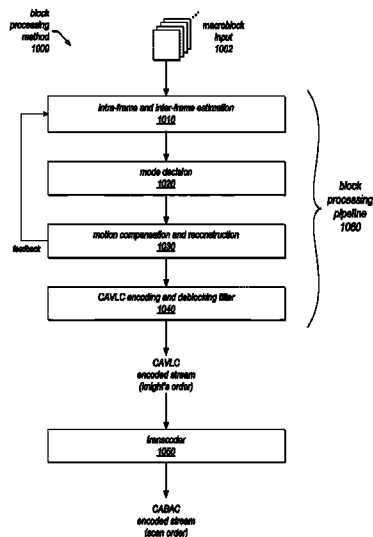 block
processing
method
1000
macroblock
input
1002
intra-frame and inter-frame estimation
1010
mode decision
1020
motion compensation and reconstruction
1030
feedback
CAVLC encoding and deblocking filter
1040
block
processing
pipeline
1060
CAVLC
encoded stream
(knight's order)
transcoder
1050
CABAC
encoded stream
(scan order)